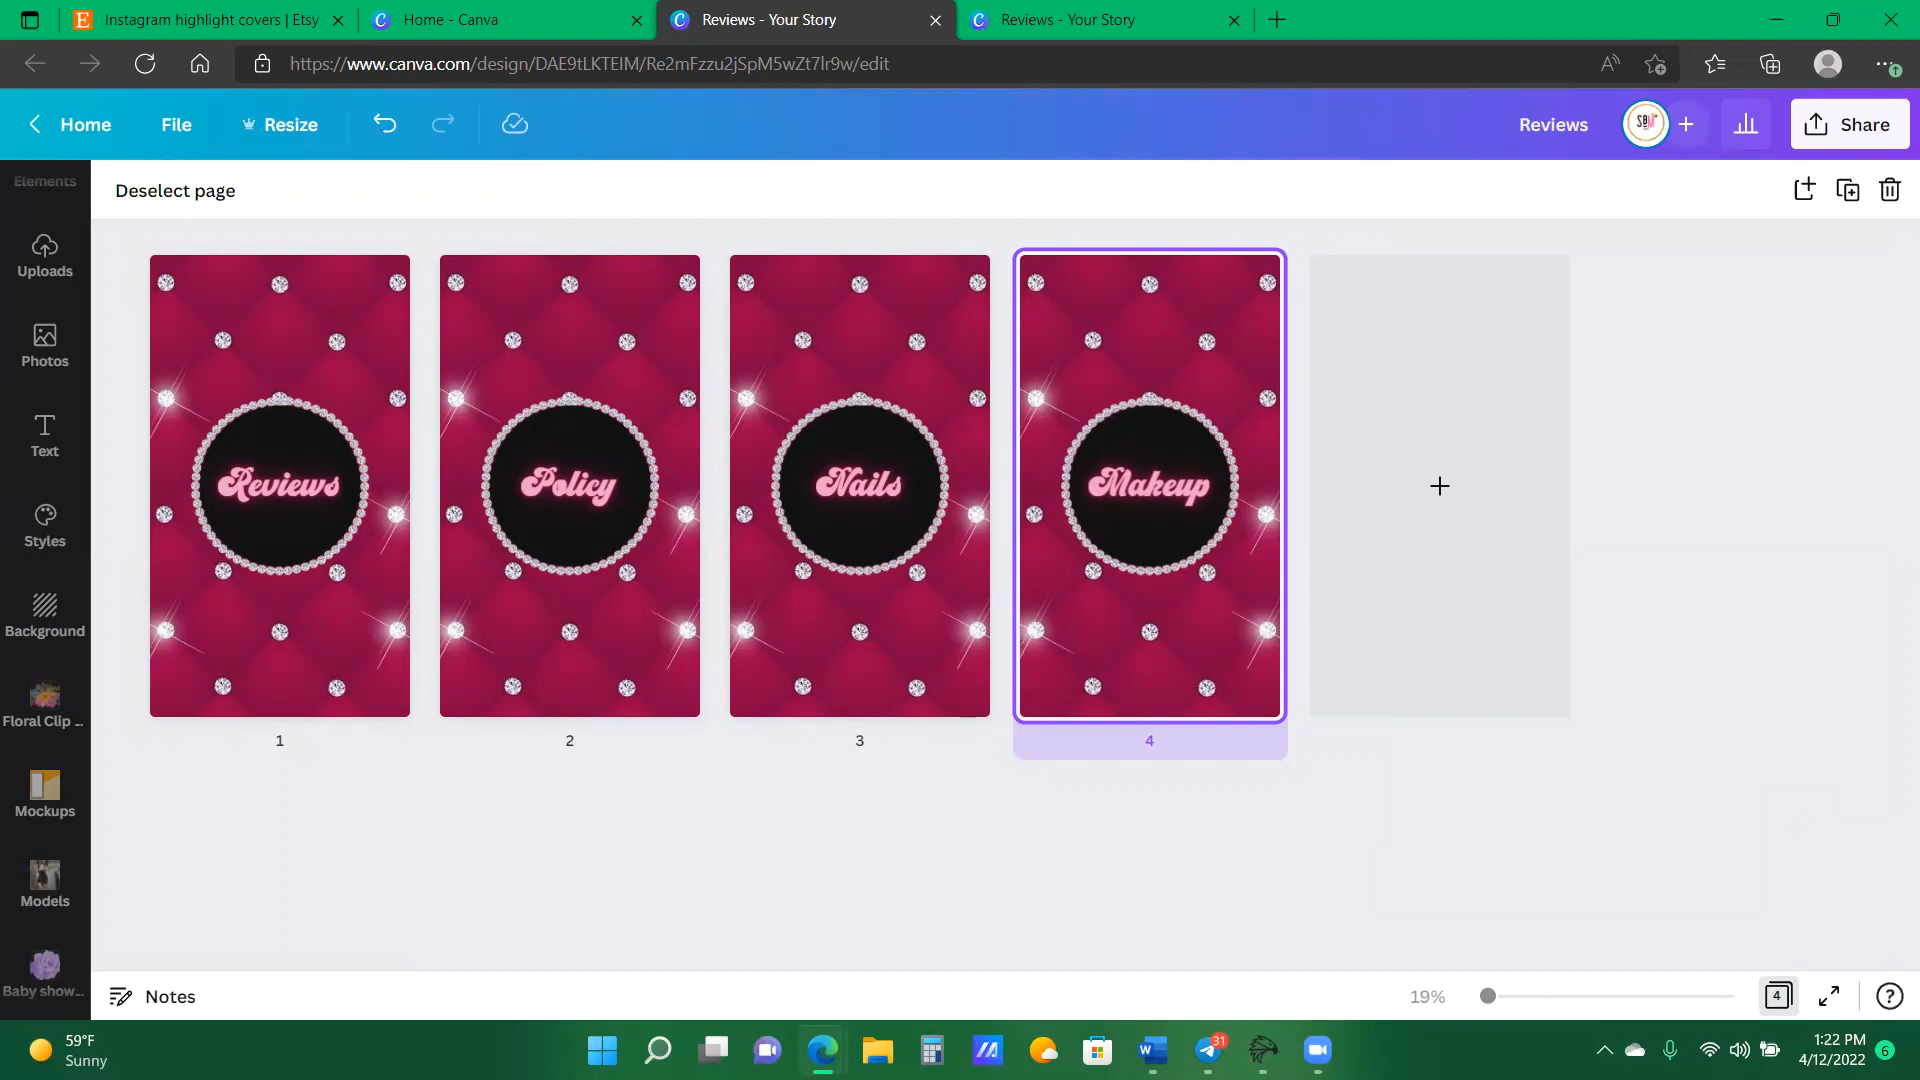 Instagram highlight covers | Etsy
Home - Canva
Reviews - Your Story
Reviews - Your Story
https://www.canva.com/design/DAE9tLKTEIM/Re2mFzzu2jSpM5wZt7lr9w/edit
Home
File
Resize
Reviews
SBU
Share
Elements
Deselect page
Uploads
Photos
Text
Styles
Background
Floral Clip ...
Mockups
Models
Baby show...
Reviews
Policy
Nails
Makeup
1
2
3
4
Notes
19%
4
59°F
Sunny
31
1:22 PM
4/12/2022
6